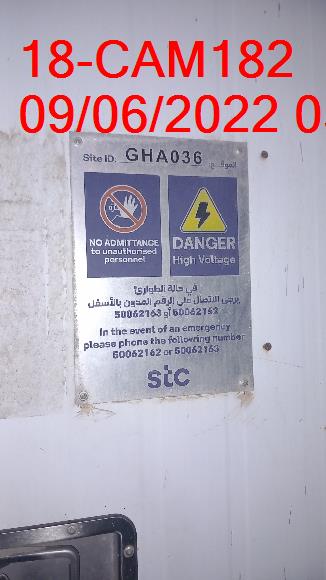 18-CAM182
09/06/2022 0
Site ID. GHA036 الموقع
NO ADMITTANCE
to unauthorised
personnel
DANGER
High Voltage
في حالة الطوارئ
يرجى الاتصال على الرقم المدون بالأسفل
50062163 أو 50062162
In the event of an emergency
please phone the following number
50062162 or 50062163
stc